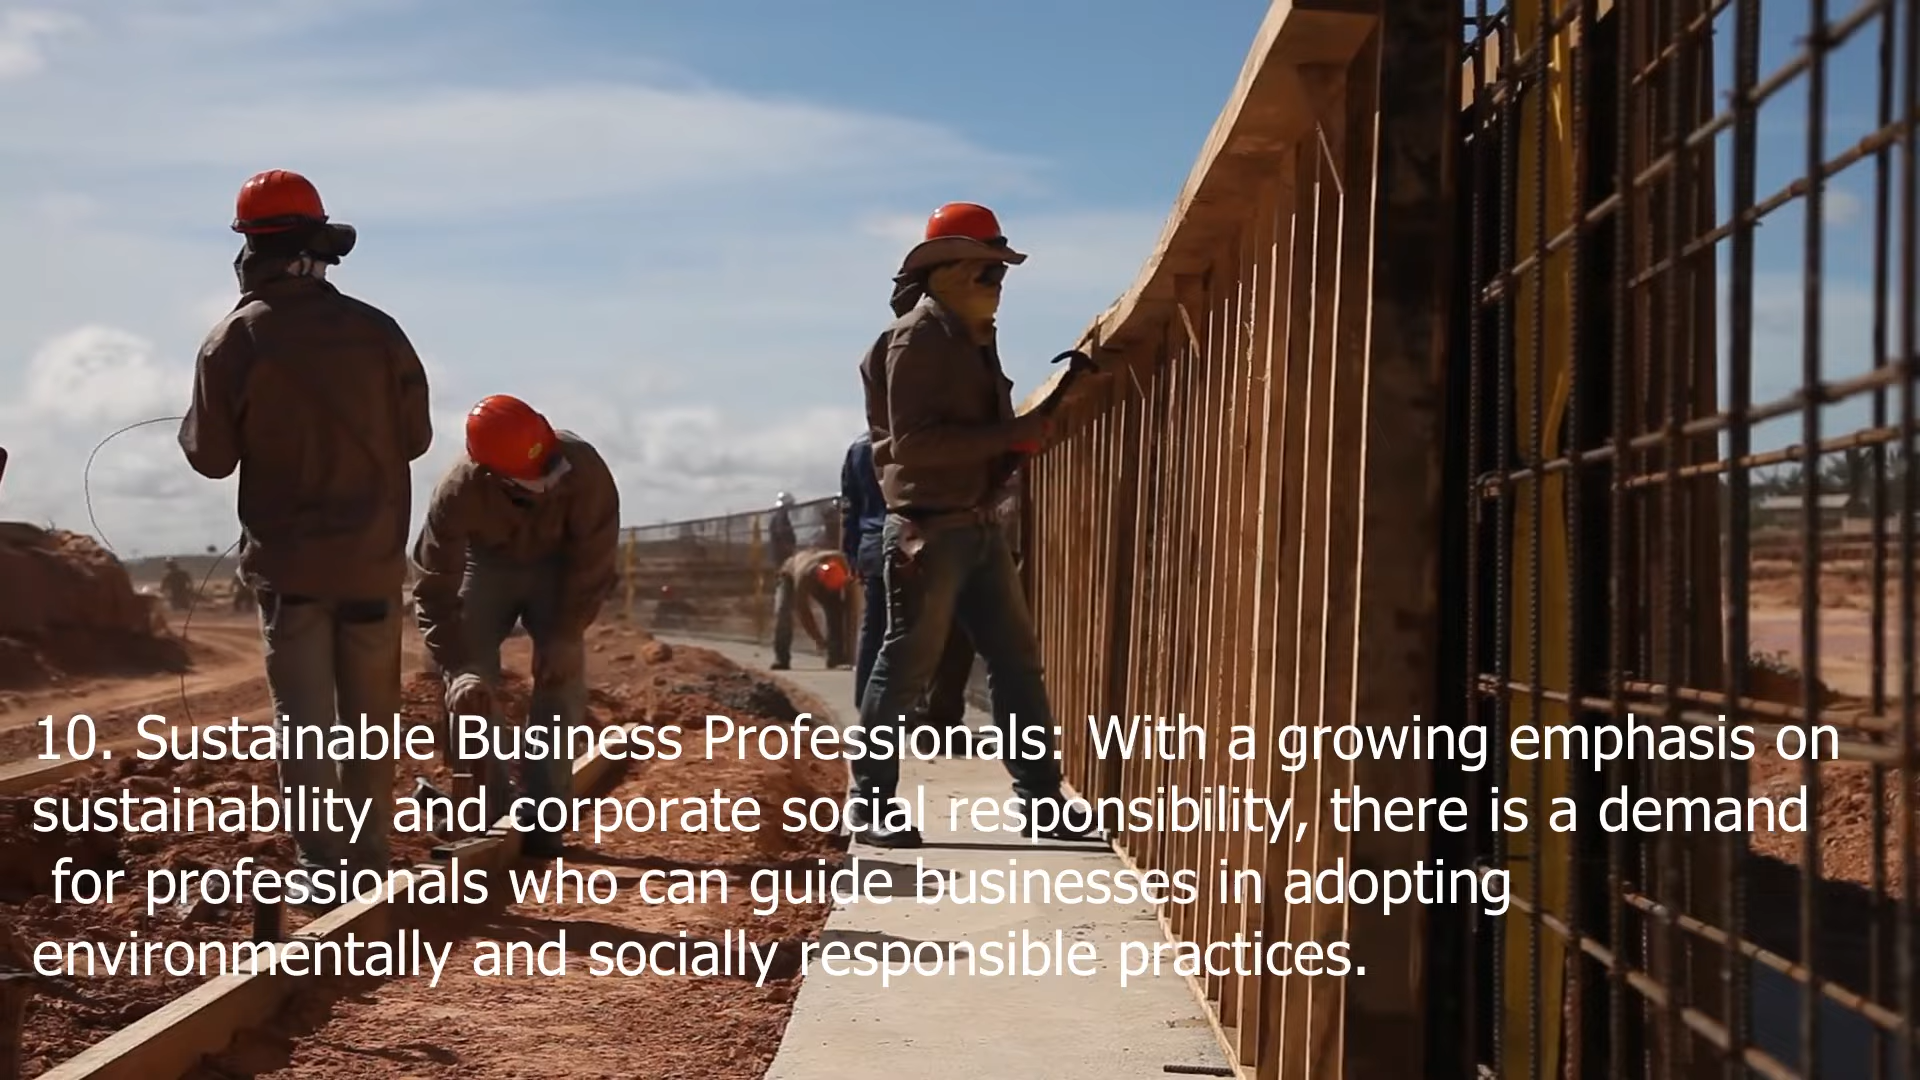 10. Sustainable Business Professionals: With a growing emphasis on
sustainability and corporate social responsibility, there is a demand
for professionals who can guide businesses in adopting
environmentally and socially responsible practices.